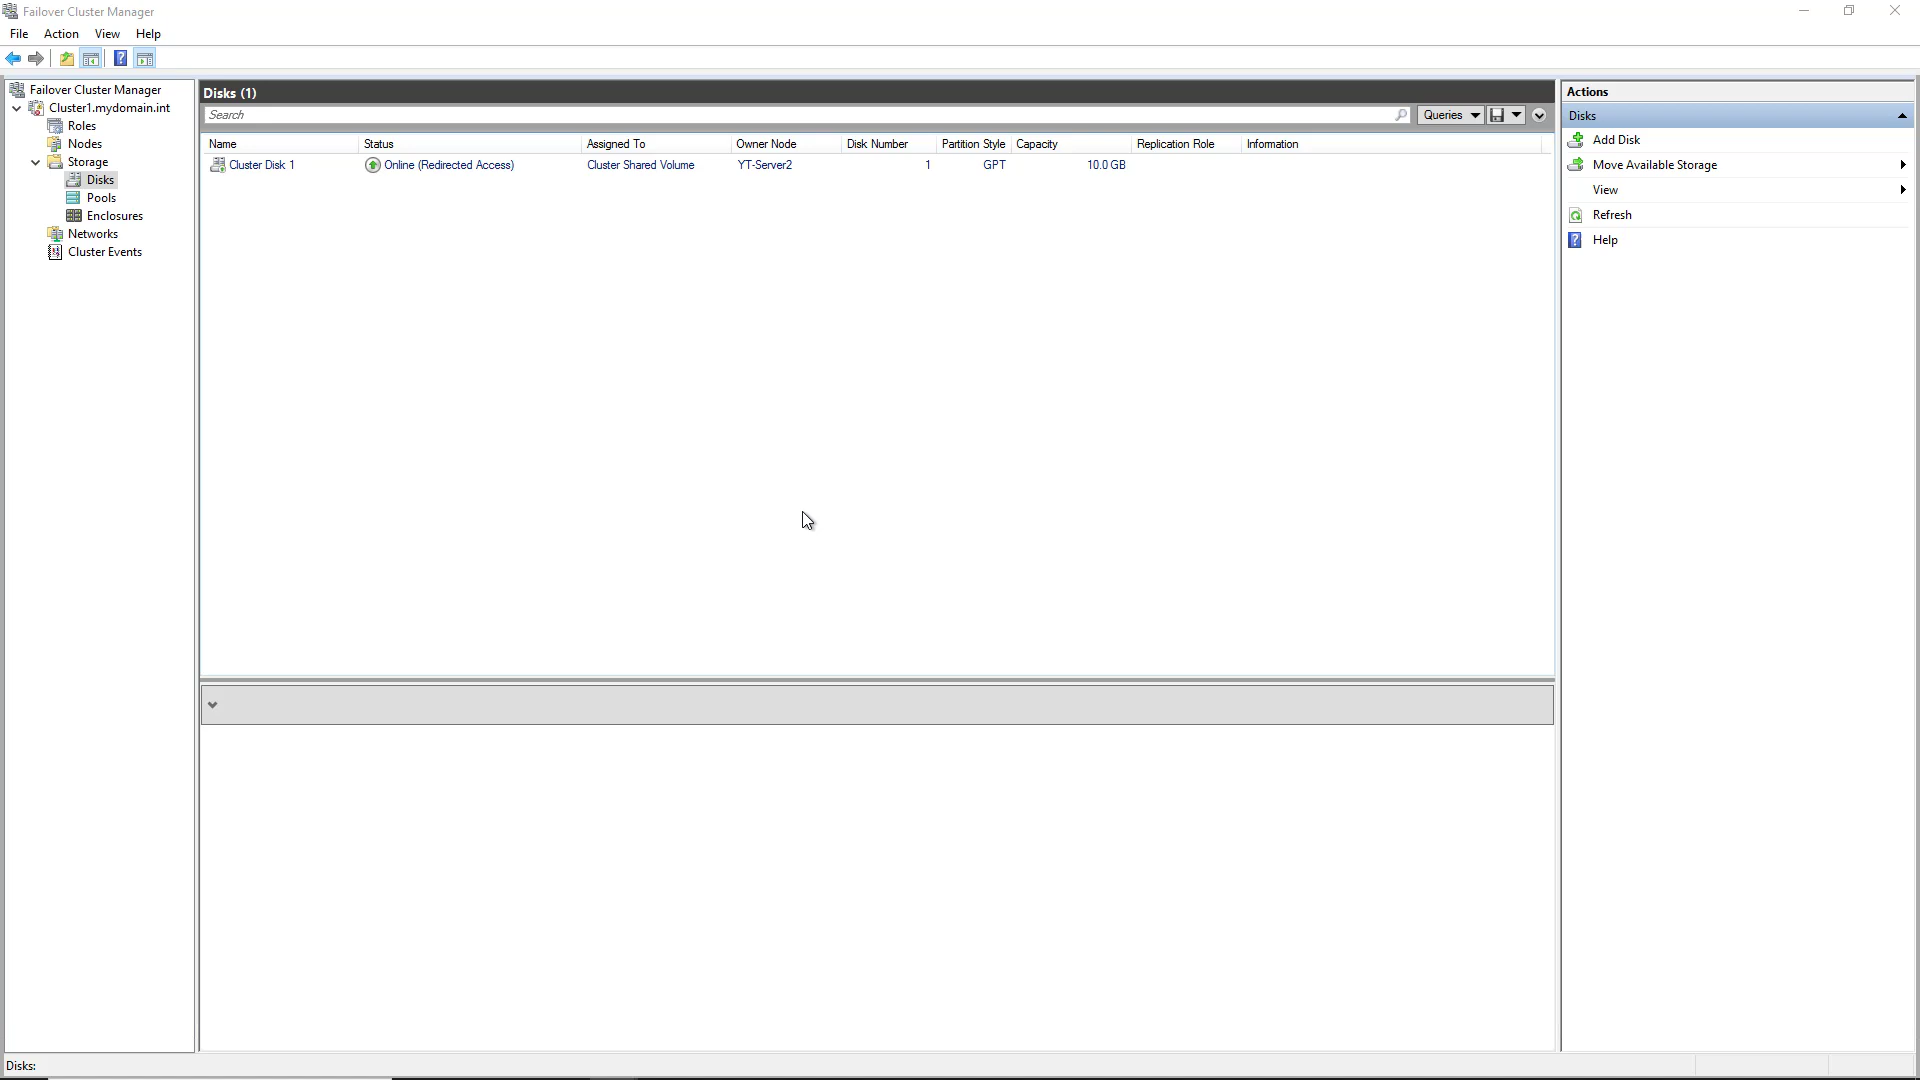 Failover Cluster Manager
File Action View Help
Failover Cluster Manager
Cluster1.mydomain.int
Roles
Nodes
Storage
Disks
Pools
Enclosures
Networks
Cluster Events
Disks (1)
Search
Queries
Name Status Assigned To Owner Node Disk Number Partition Style Capacity Replication Role Information
Cluster Disk 1 Online (Redirected Access) Cluster Shared Volume YT-Server2 1 GPT 10.0 GB
Actions
Disks
Add Disk
Move Available Storage
View
Refresh
Help
Disks: